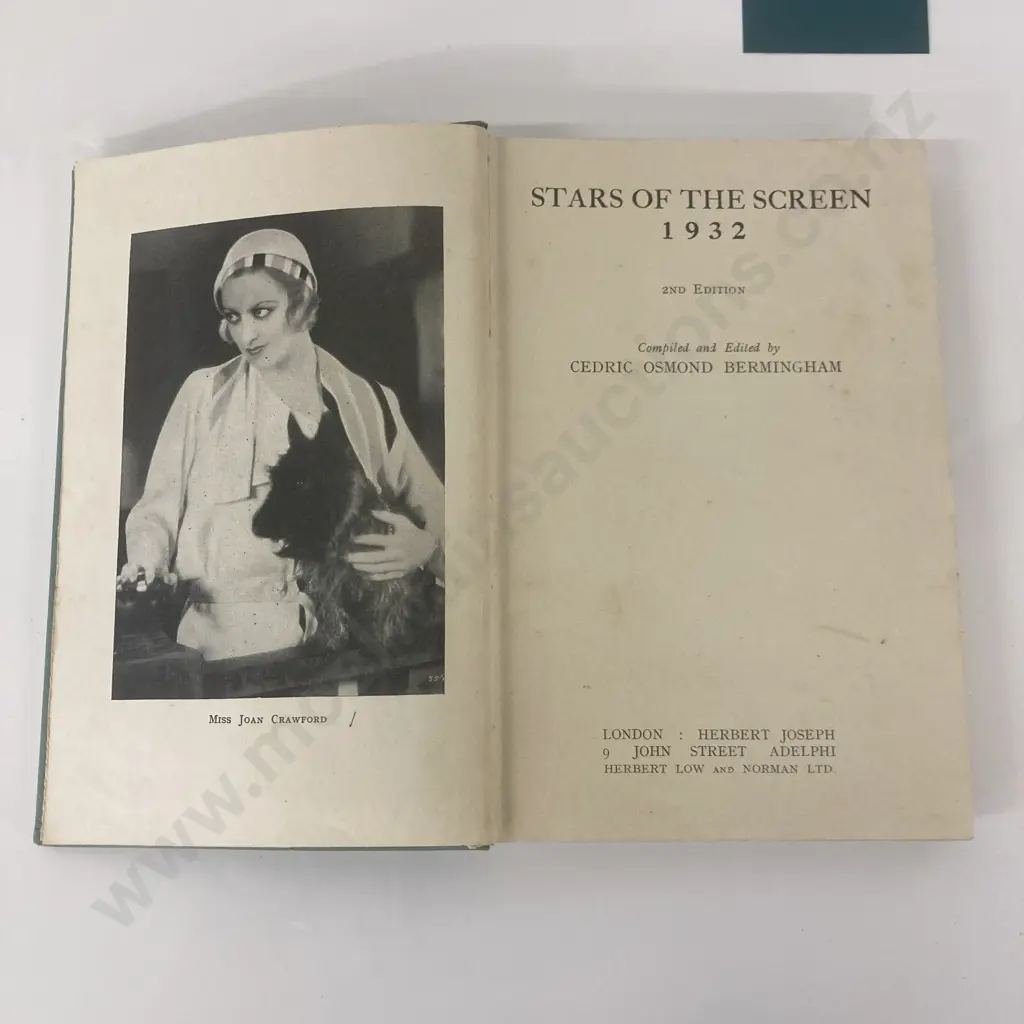 Miss Joan Crawford /
STARS OF THE SCREEN
1932
2ND EDITION
Compiled and Edited by
CEDRIC OSMOND BERMINGHAM
LONDON : HERBERT JOSEPH
9 JOHN STREET ADELPHI
HERBERT LOW AND NORMAN LTD.